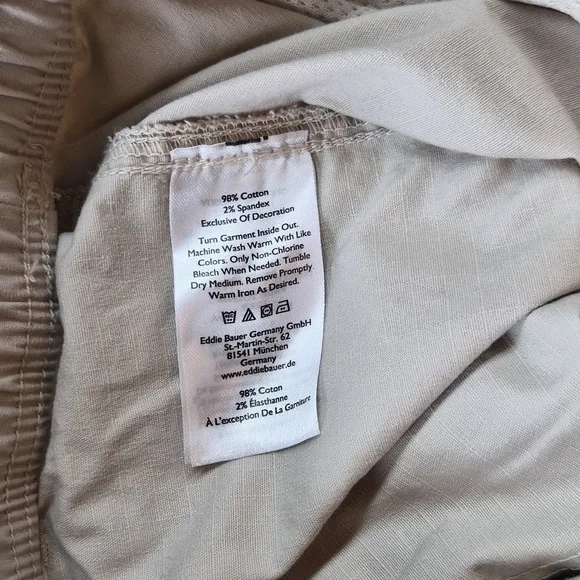 98% Cotton
2% Spandex
Exclusive Of Decoration
Turn Garment Inside Out.
Machine Wash Warm With Like
Colors. Only Non-Chlorine
Bleach When Needed. Tumble
Dry Medium. Remove Promptly
Warm Iron As Desired.
Eddie Bauer Germany GmbH
St.-Martin-Str. 62
81541 München
Germany
www.eddiebauer.de
98% Coton
2% Élasthanne
À L'exception De La Garniture